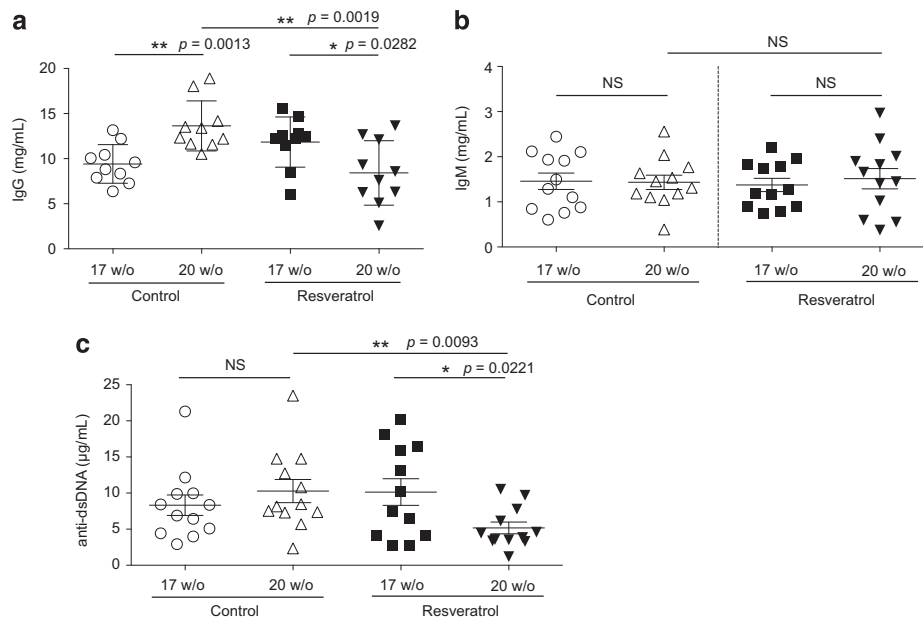 a
** p = 0.0019
** p = 0.0013
* p = 0.0282
IgG (mg/mL)
20
15
10
5
0
17 w/o
20 w/o
17 w/o
20 w/o
Control
Resveratrol
b
NS
NS
NS
IgM (mg/mL)
4
3
2
1
0
17 w/o
20 w/o
17 w/o
20 w/o
Control
Resveratrol
c
** p = 0.0093
NS
* p = 0.0221
anti-dsDNA (µg/mL)
25
20
15
10
5
0
17 w/o
20 w/o
17 w/o
20 w/o
Control
Resveratrol